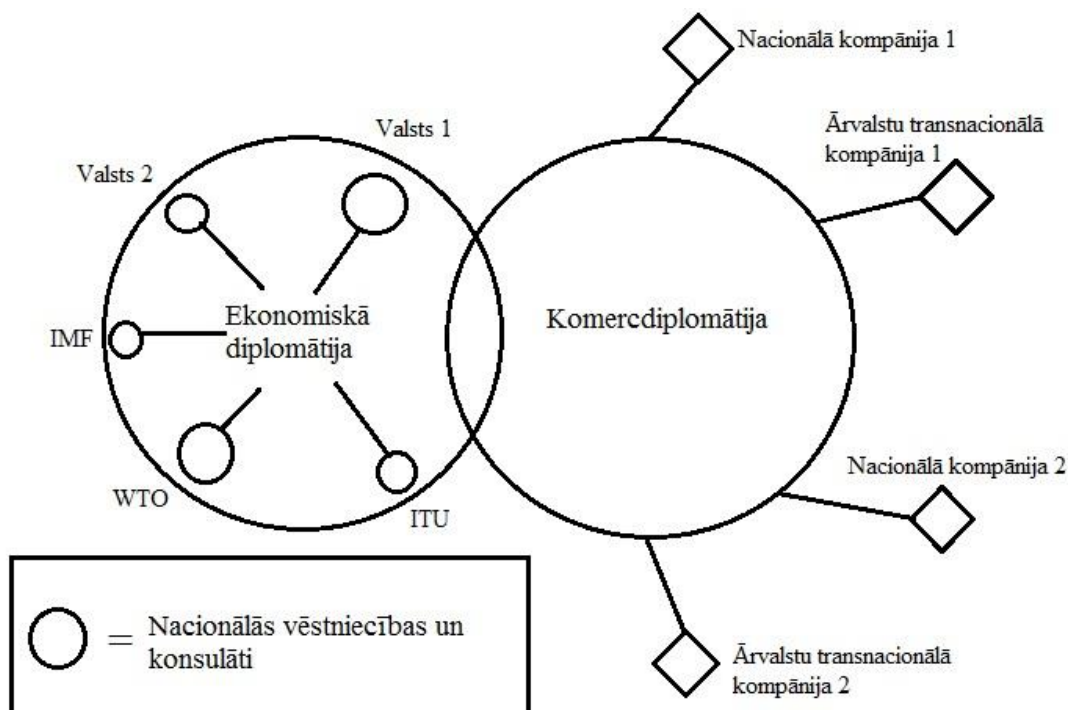 Nacionālā kompānija 1
Valsts 1
Ārvalstu transnacionālā
kompānija 1
Valsts 2
Ekonomiskā
diplomātija
Komercdiplomātija
IMF
WTO
ITU
Nacionālā kompānija 2
= Nacionālās vēstniecības un
konsulāti
Ārvalstu transnacionālā
kompānija 2